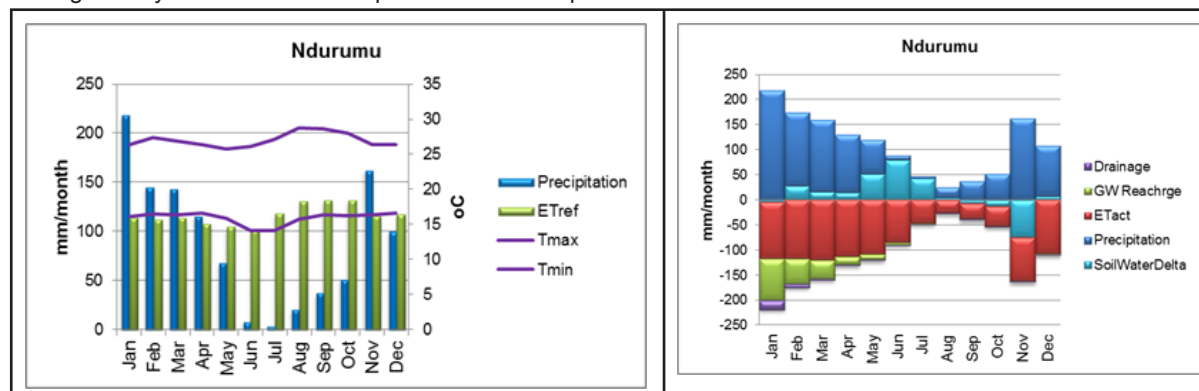 Ndurumu
250
200
150
100
50
0
mm/month
35
30
25
20
15
10
5
0
oC
Jan
Feb
Mar
Apr
May
Jun
Jul
Aug
Sep
Oct
Nov
Dec
Precipitation
ETref
Tmax
Tmin
Ndurumu
250
200
150
100
50
0
-50
-100
-150
-200
-250
mm/month
Jan
Feb
Mar
Apr
May
Jun
Jul
Aug
Sep
Oct
Nov
Dec
Drainage
GW Reachrge
ETact
Precipitation
SoilWaterDelta